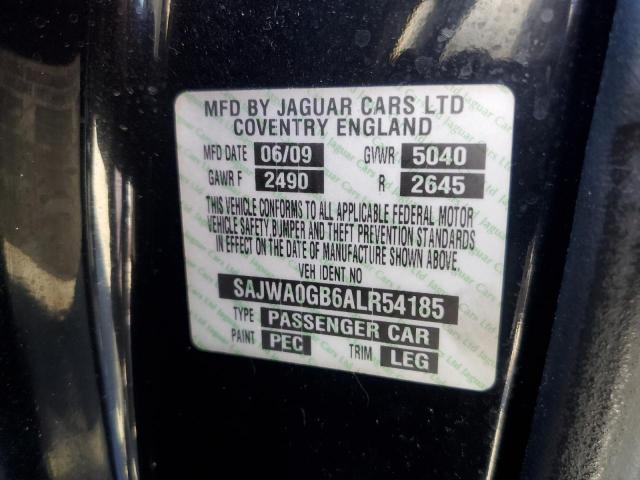 MFD BY JAGUAR CARS LTD
COVENTRY ENGLAND
MFD DATE 06/09 GVWR 5040
GAWR F 2490 R 2645
THIS VEHICLE CONFORMS TO ALL APPLICABLE FEDERAL MOTOR
VEHICLE SAFETY, BUMPER AND THEFT PREVENTION STANDARDS
IN EFFECT ON THE DATE OF MANUFACTURE SHOWN ABOVE.
VEH IDENT NO
SAJWA0GB6ALR54185
TYPE PASSENGER CAR
PAINT PEC TRIM LEG